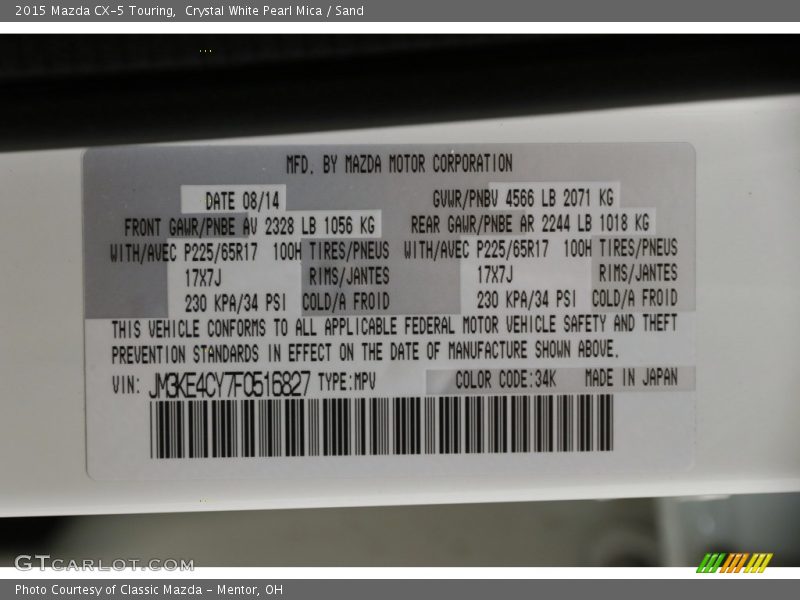 2015 Mazda CX-5 Touring,  Crystal White Pearl Mica / Sand
MFD. BY MAZDA MOTOR CORPORATION
DATE 08/14 GVWR/PNBV 4566 LB 2071 KG
FRONT GAWR/PNBE AV 2328 LB 1056 KG REAR GAWR/PNBE AR 2244 LB 1018 KG
WITH/AVEC P225/65R17 100H TIRES/PNEUS WITH/AVEC P225/65R17 100H TIRES/PNEUS
17X7J RIMS/JANTES 17X7J RIMS/JANTES
230 KPA/34 PSI COLD/A FROID 230 KPA/34 PSI COLD/A FROID
THIS VEHICLE CONFORMS TO ALL APPLICABLE FEDERAL MOTOR VEHICLE SAFETY AND THEFT
PREVENTION STANDARDS IN EFFECT ON THE DATE OF MANUFACTURE SHOWN ABOVE.
VIN: JM3KE4CY7F0516827 TYPE:MPV COLOR CODE:34K MADE IN JAPAN
GTCARLOT.COM
Photo Courtesy of Classic Mazda - Mentor, OH